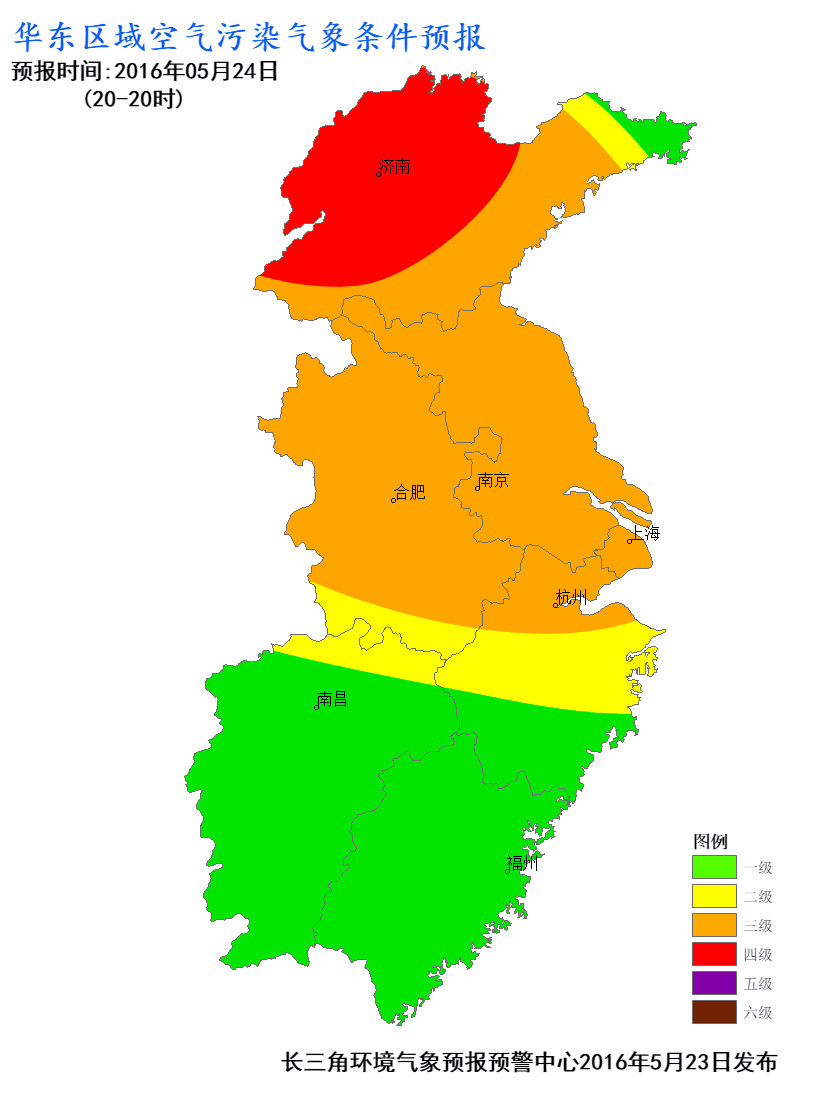 华东区域空气污染气象条件预报
预报时间:2016年05月24日
(20-20时)
济南
合肥
南京
上海
杭州
南昌
福州
图例
一级
二级
三级
四级
五级
六级
长三角环境气象预报预警中心2016年5月23日发布